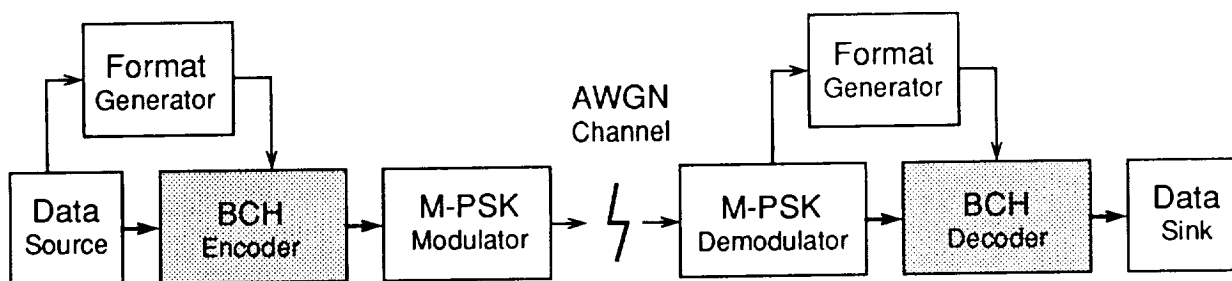 Format
Generator
Format
Generator
AWGN
Channel
Data
Source
BCH
Encoder
M-PSK
Modulator
M-PSK
Demodulator
BCH
Decoder
Data
Sink